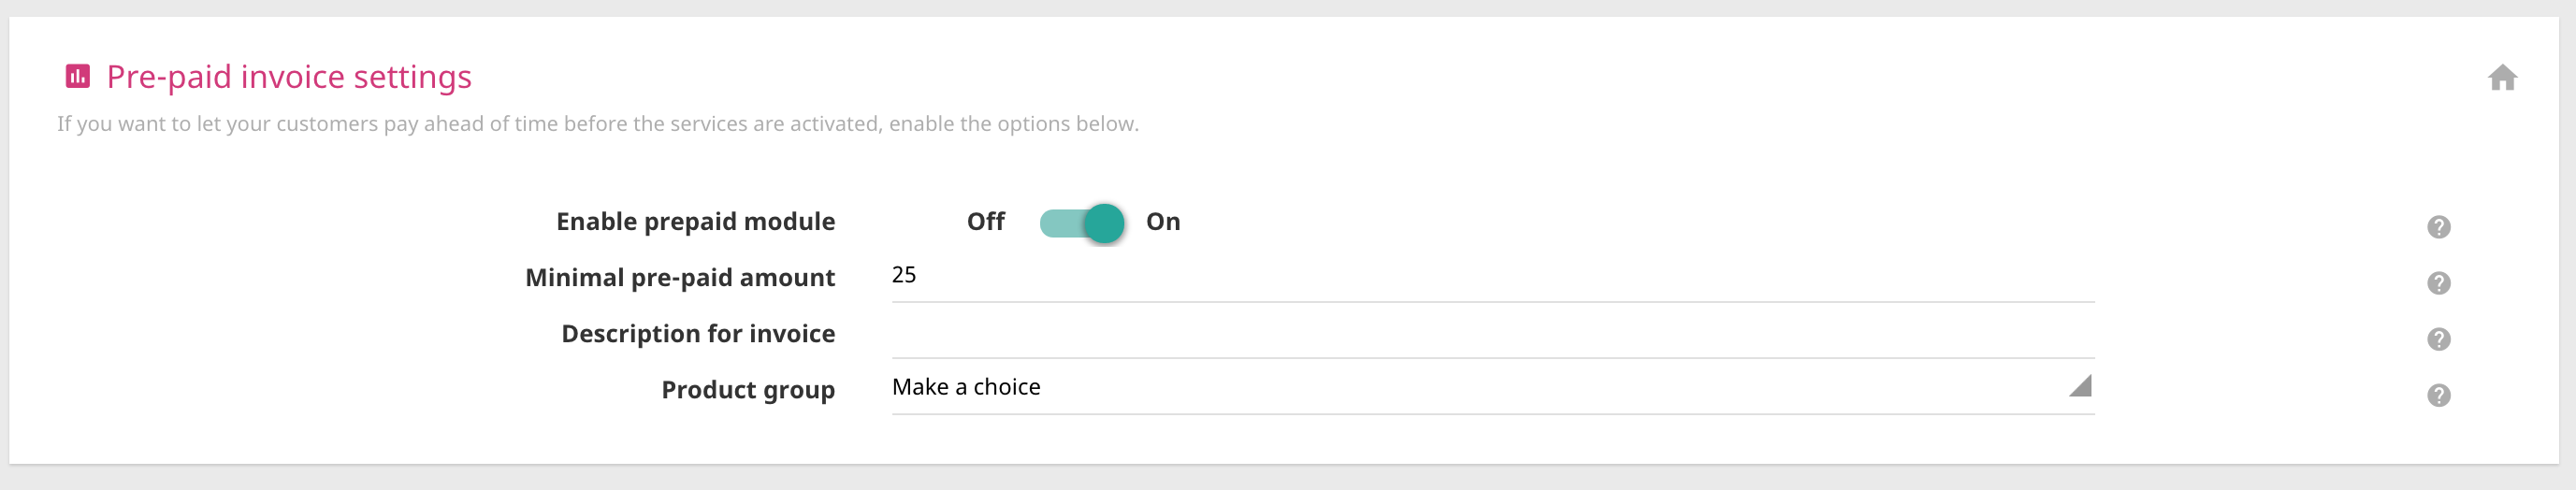 Pre-paid invoice settings
If you want to let your customers pay ahead of time before the services are activated, enable the options below.
Enable prepaid module Off On
Minimal pre-paid amount 25
Description for invoice
Product group Make a choice